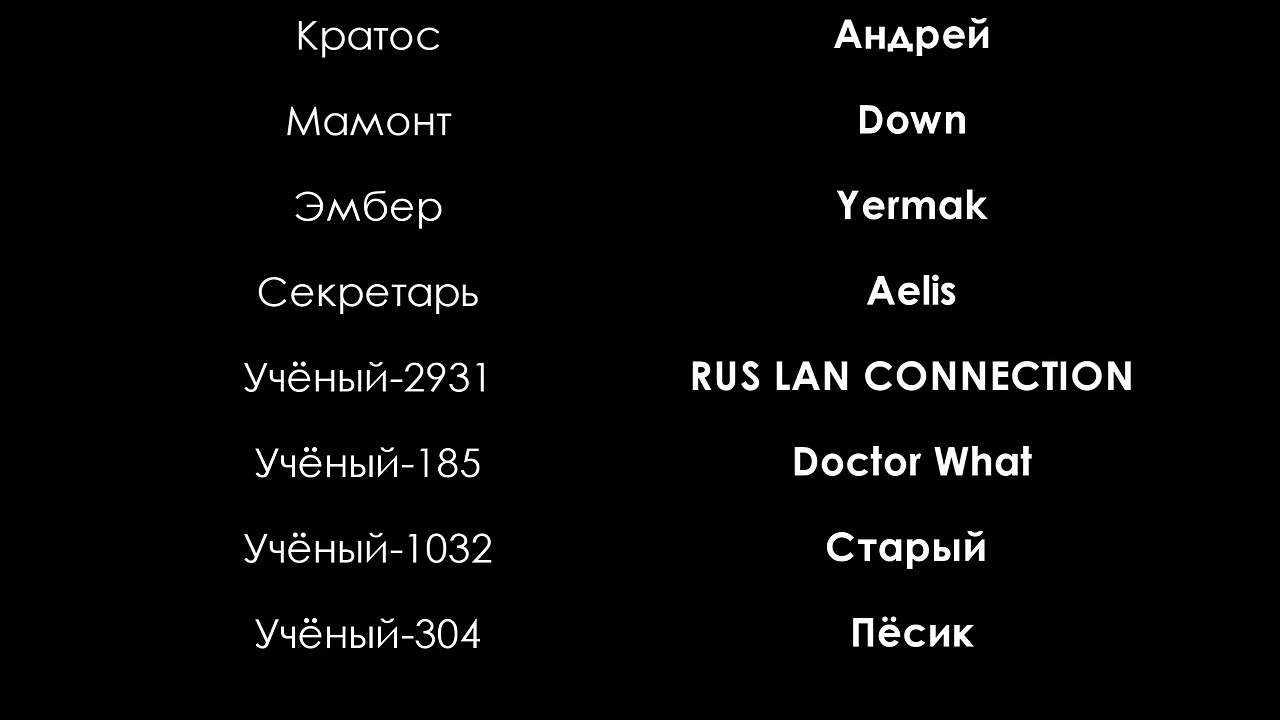 Кратос Андрей
Мамонт Down
Эмбер Yermak
Секретарь Aelis
Учёный-2931 RUS LAN CONNECTION
Учёный-185 Doctor What
Учёный-1032 Старый
Учёный-304 Пёсик